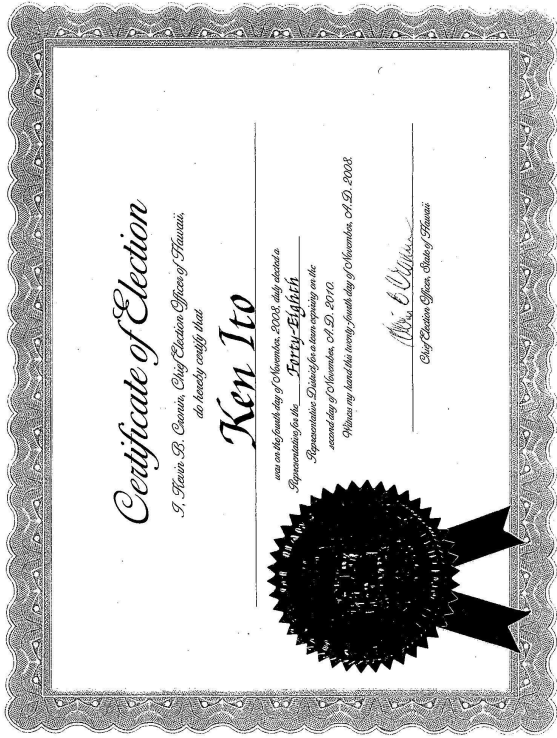 Certificate of Election
I, Kevin B. Cronin, Chief Election Officer of Hawaii,
do hereby certify that
Ken Ito
was on the fourth day of November, 2008, duly elected a
Representative for the Forty-Eighth
Representative District for a term expiring on the
second day of November, A.D. 2010.
Witness my hand this twenty fourth day of November, A.D. 2008.
Chief Election Officer, State of Hawaii